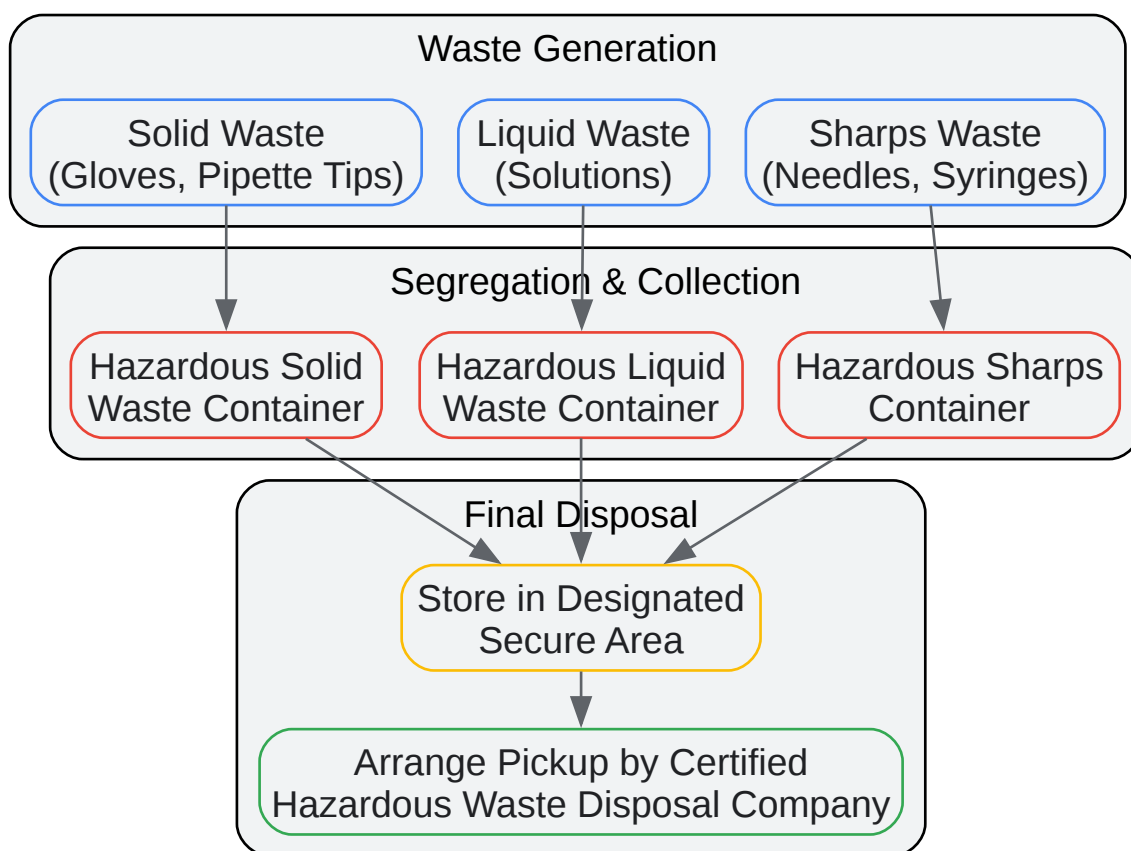 Waste Generation
Solid Waste
(Gloves, Pipette Tips)
Liquid Waste
(Solutions)
Sharps Waste
(Needles, Syringes)
Segregation & Collection
Hazardous Solid
Waste Container
Hazardous Liquid
Waste Container
Hazardous Sharps
Container
Final Disposal
Store in Designated
Secure Area
Arrange Pickup by Certified
Hazardous Waste Disposal Company